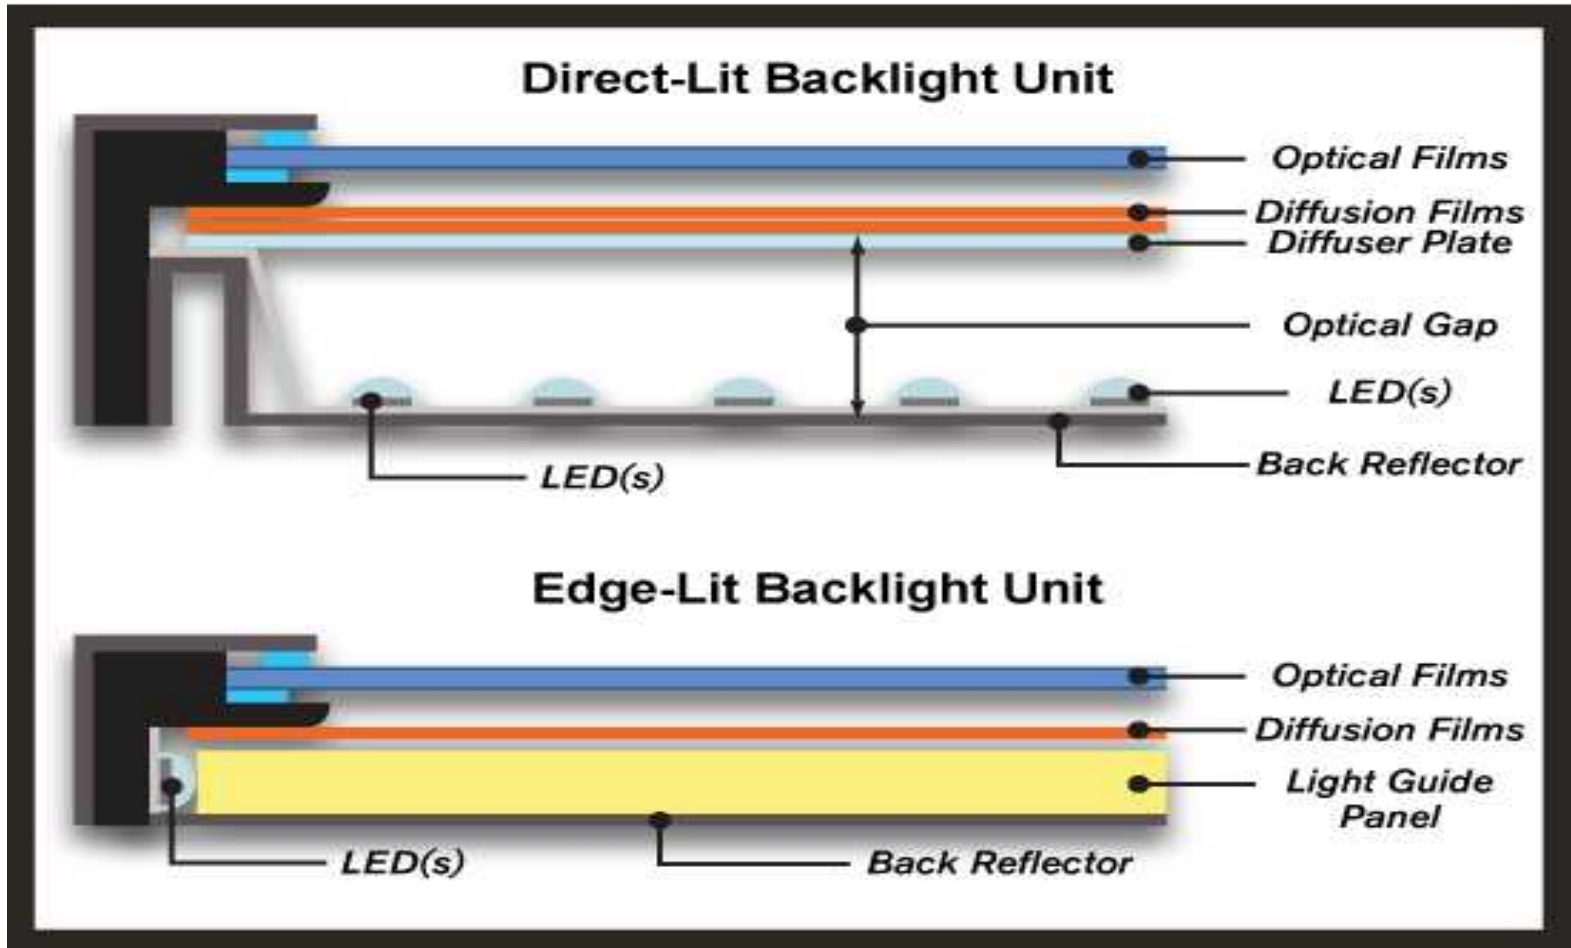 Direct-Lit Backlight Unit
Optical Films
Diffusion Films
Diffuser Plate
Optical Gap
LED(s)
Back Reflector
LED(s)
Edge-Lit Backlight Unit
Optical Films
Diffusion Films
Light Guide
Panel
LED(s)
Back Reflector